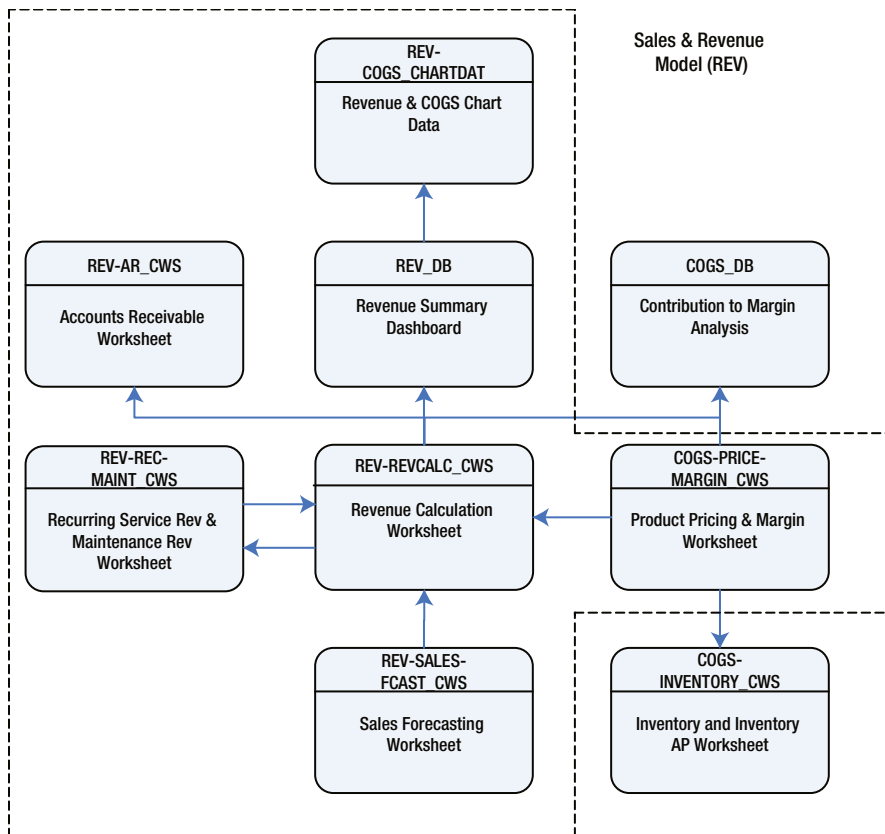 Sales & Revenue
Model (REV)
REV-
COGS_CHARTDAT
Revenue & COGS Chart
Data
REV-AR_CWS
Accounts Receivable
Worksheet
REV_DB
Revenue Summary
Dashboard
COGS_DB
Contribution to Margin
Analysis
REV-REC-
MAINT_CWS
Recurring Service Rev &
Maintenance Rev
Worksheet
REV-REVCALC_CWS
Revenue Calculation
Worksheet
COGS-PRICE-
MARGIN_CWS
Product Pricing & Margin
Worksheet
REV-SALES-
FCAST_CWS
Sales Forecasting
Worksheet
COGS-
INVENTORY_CWS
Inventory and Inventory
AP Worksheet